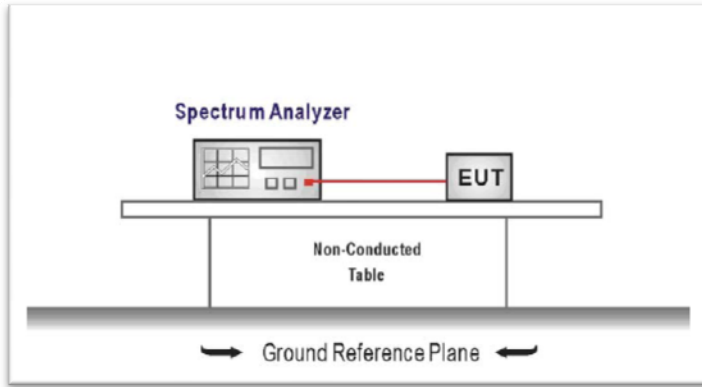 Spectrum Analyzer
EUT
Non-Conducted
Table
Ground Reference Plane